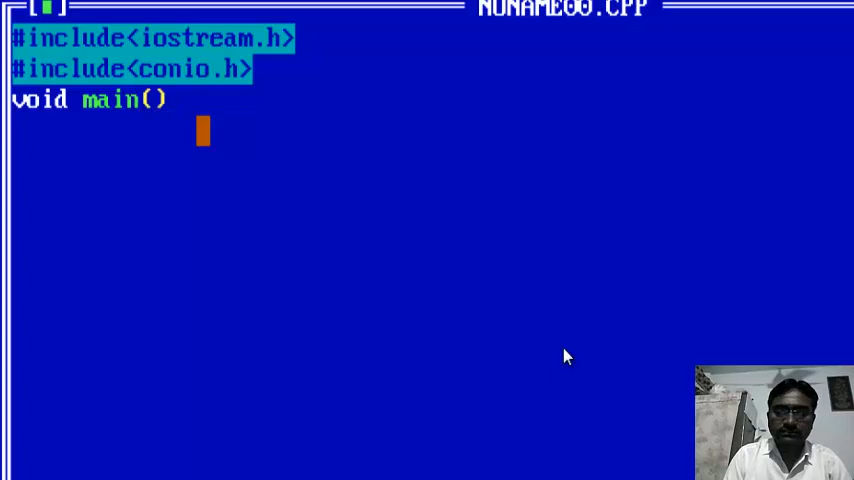 [ ] NONAME00.CPP
#include<iostream.h>
#include<conio.h>
void main()